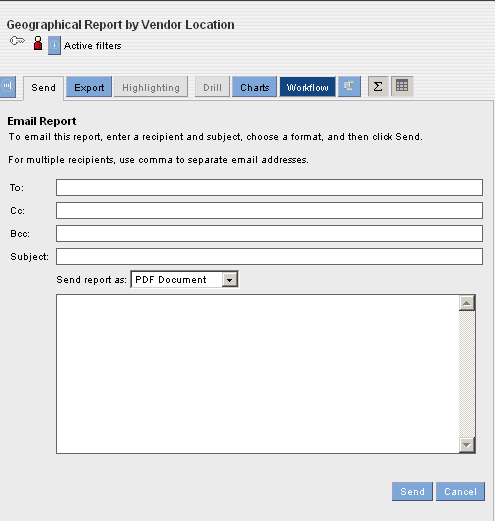 Geographical Report by Vendor Location
Active filters
Send Export Highlighting Drill Charts Workflow Σ
Email Report
To email this report, enter a recipient and subject, choose a format, and then click Send.
For multiple recipients, use comma to separate email addresses.
To:
Cc:
Bcc:
Subject:
Send report as: PDF Document
Send Cancel